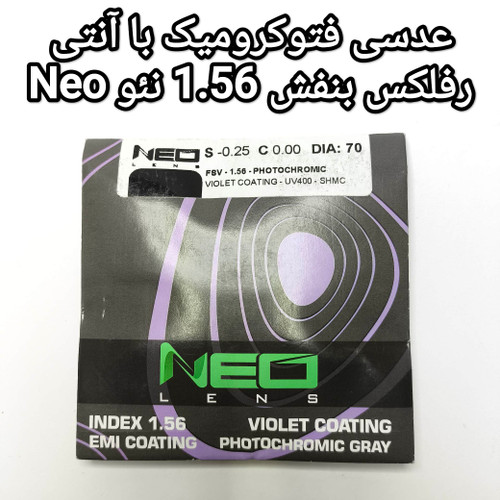 عدسی فتوکرومیک با آنتی
رفلکس بنفش 1.56 نئو Neo
NEO LENS S -0.25 C 0.00 DIA: 70
FSV - 1.56 - PHOTOCHROMIC
VIOLET COATING - UV400 - SHMC
NEO
LENS
INDEX 1.56 VIOLET COATING
EMI COATING PHOTOCHROMIC GRAY